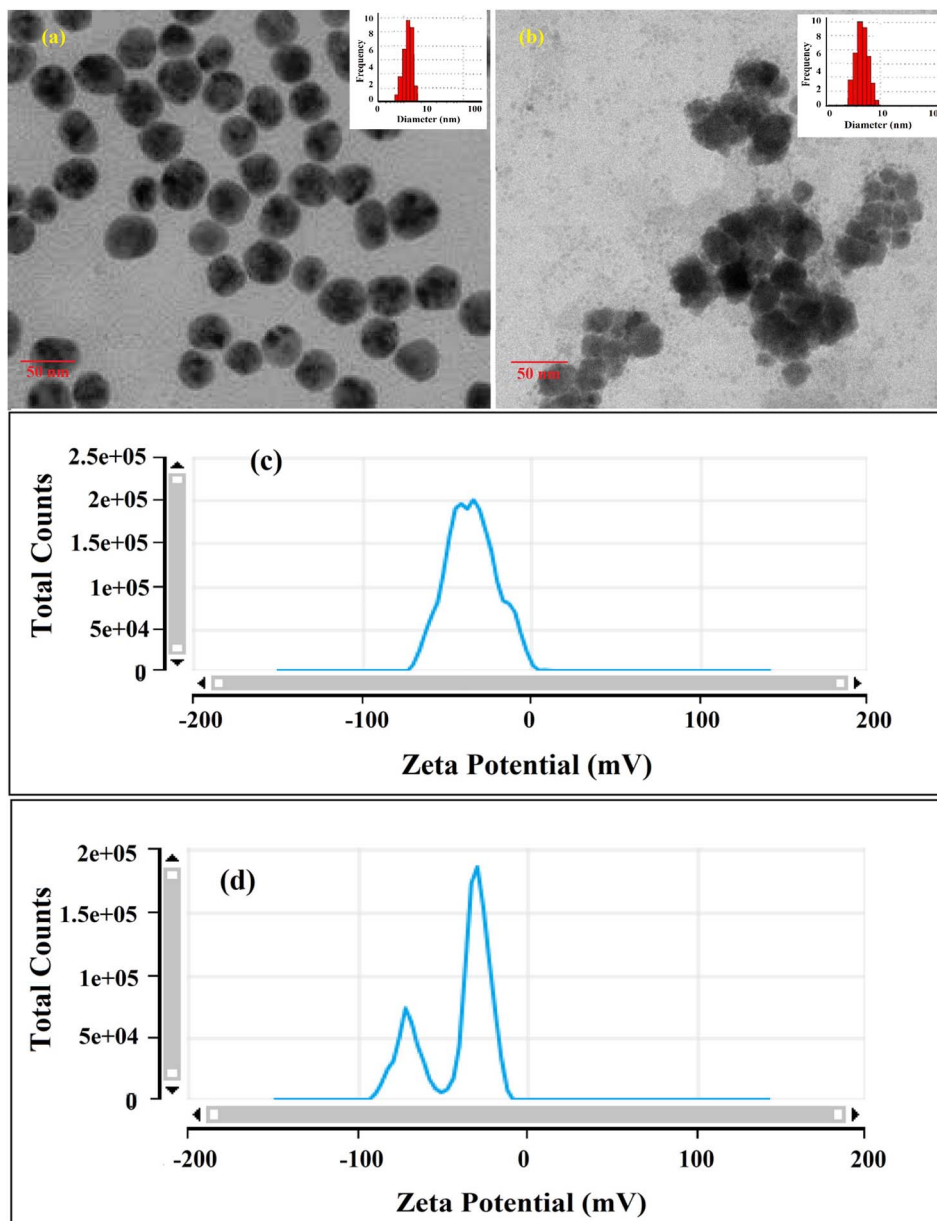 (a)
Frequency
10
8
6
4
2
0
0 10 100
Diameter (nm)
50 nm
(b)
Frequency
10
8
6
4
2
0
0 10 10
Diameter (nm)
50 nm
(c)
Total Counts
2.5e+05
2e+05
1.5e+05
1e+05
5e+04
0
-200 -100 0 100 200
Zeta Potential (mV)
(d)
Total Counts
2e+05
1.5e+05
1e+05
5e+04
0
-200 -100 0 100 200
Zeta Potential (mV)